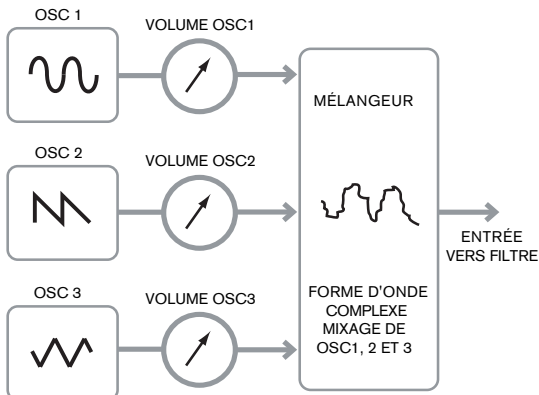 OSC 1
VOLUME OSC1
OSC 2
VOLUME OSC2
OSC 3
VOLUME OSC3
MÉLANGEUR
FORME D'ONDE
COMPLEXE
MIXAGE DE
OSC1, 2 ET 3
ENTRÉE
VERS FILTRE